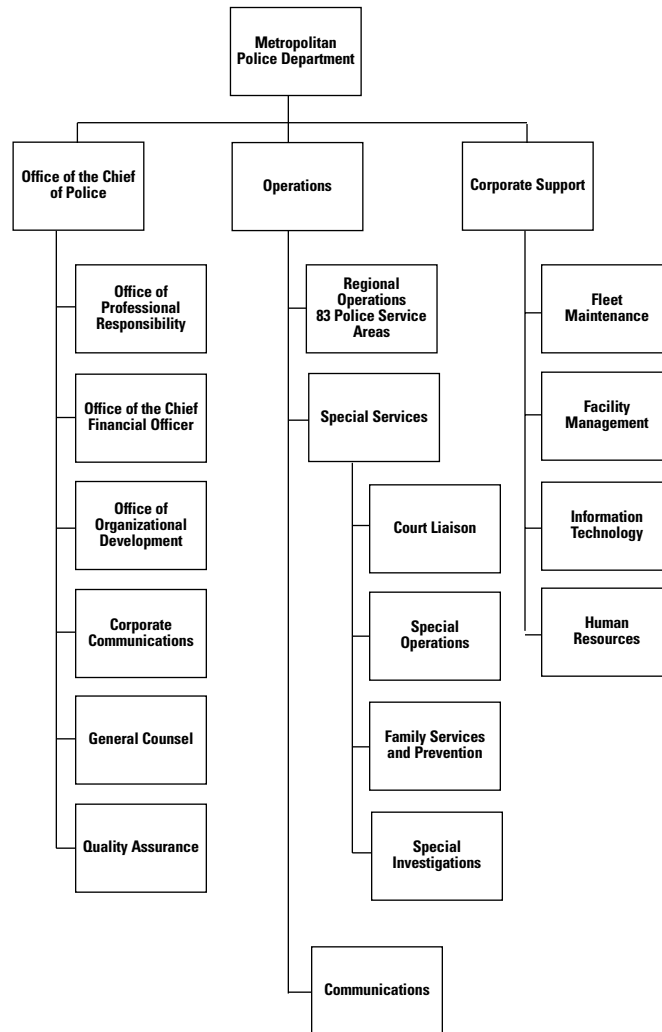 Metropolitan
Police Department
Office of the Chief
of Police
Operations
Corporate Support
Office of
Professional
Responsibility
Regional
Operations
83 Police Service
Areas
Fleet
Maintenance
Office of the Chief
Financial Officer
Special Services
Facility
Management
Office of
Organizational
Development
Court Liaison
Information
Technology
Corporate
Communications
Special
Operations
Human
Resources
General Counsel
Family Services
and Prevention
Quality Assurance
Special
Investigations
Communications